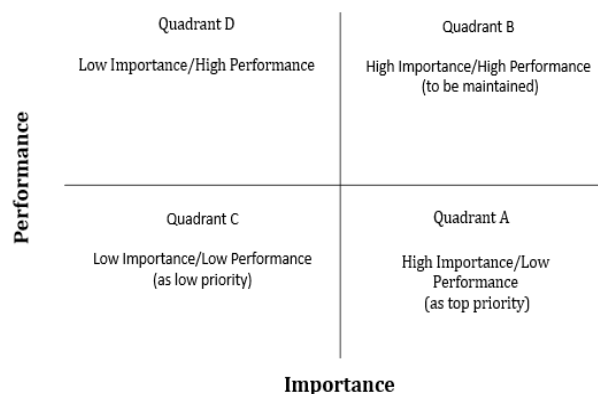 Quadrant D
Low Importance/High Performance
Quadrant B
High Importance/High Performance
(to be maintained)
Performance
Quadrant C
Low Importance/Low Performance
(as low priority)
Quadrant A
High Importance/Low
Performance
(as top priority)
Importance